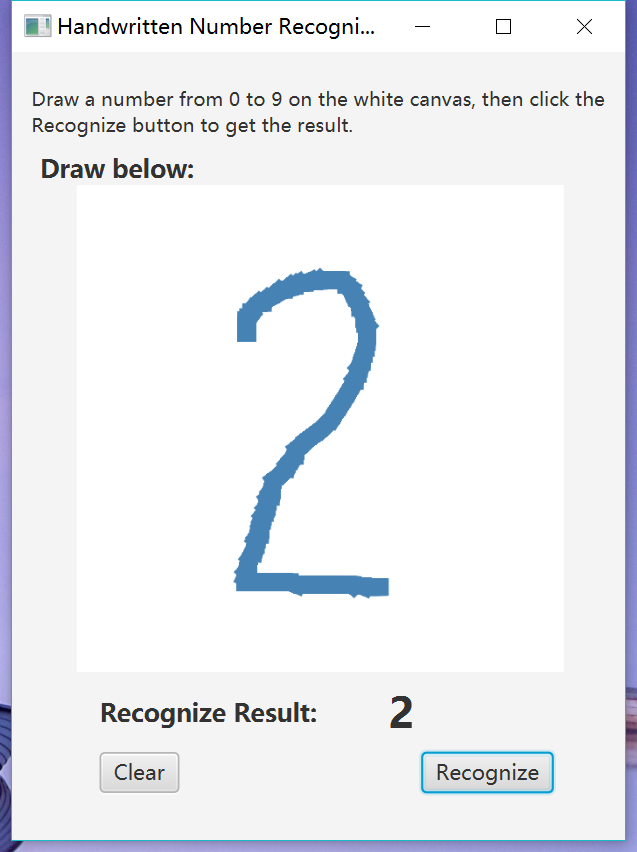 Handwritten Number Recogni...
Draw a number from 0 to 9 on the white canvas, then click the
Recognize button to get the result.
Draw below:
2
Recognize Result: 2
Clear Recognize